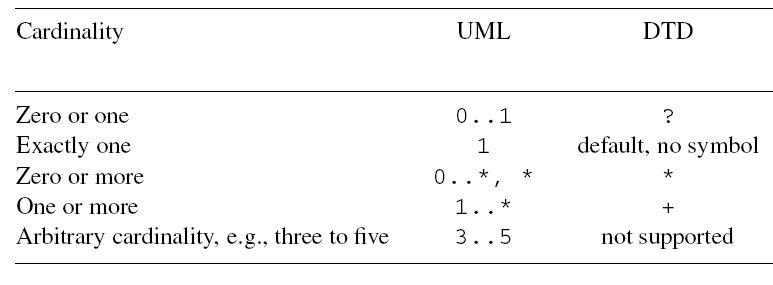 Cardinality UML DTD
Zero or one 0..1 ?
Exactly one 1 default, no symbol
Zero or more 0..*, * *
One or more 1..* +
Arbitrary cardinality, e.g., three to five 3..5 not supported